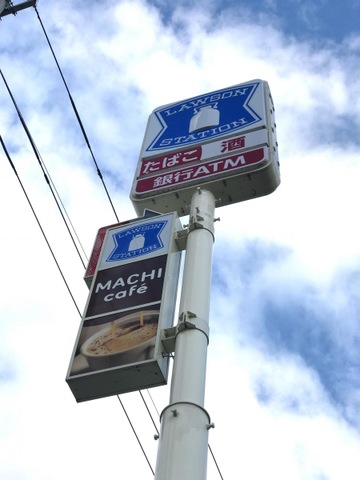 LAWSON
STATION
たばこ 酒
銀行ATM
LAWSON
STATION
MACHI
café